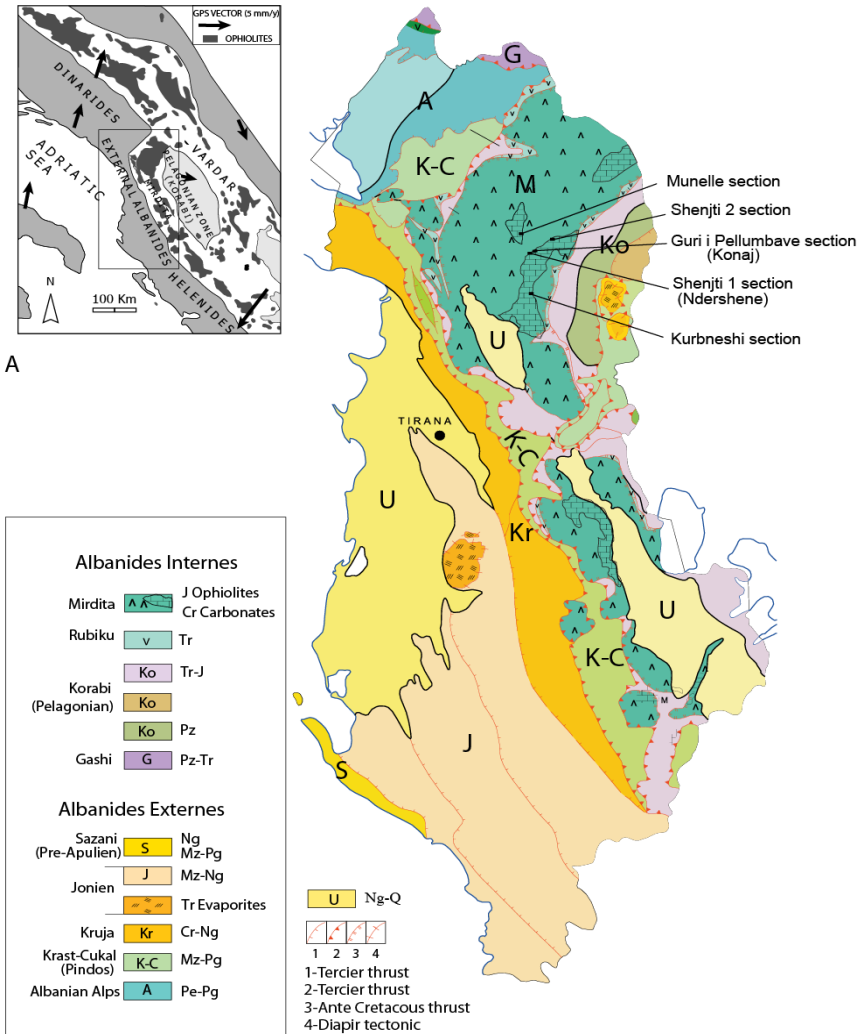 GPS VECTOR (5 mm/y)
OPHIOLITES
DINARIDES
ADRIATIC
SEA
EXTERNAL ALBANIDES
HELENIDES
MIRDITA
PELAGONIAN ZONE
(KORABI)
-VARDAR
N
100 Km
A
G
A
K-C
M
Ko
U
Munelle section
Shenjti 2 section
Guri i Pellumbave section
(Konaj)
Shenjti 1 section
(Ndershene)
Kurbneshi section
TIRANA
K-C
U
Kr
U
K-C
M
J
S
Albanides Internes
Mirdita
J Ophiolites
Cr Carbonates
Rubiku v Tr
Korabi
(Pelagonian)
Ko Tr-J
Ko
Ko Pz
Gashi G Pz-Tr
Albanides Externes
Sazani
(Pre-Apulien)
S
Ng
Mz-Pg
Jonien
J Mz-Ng
Tr Evaporites
Kruja Kr Cr-Ng
Krast-Cukal
(Pindos)
K-C Mz-Pg
Albanian Alps A Pe-Pg
U Ng-Q
1 2 3 4
1-Tercier thrust
2-Tercier thrust
3-Ante Cretacous thrust
4-Diapir tectonic